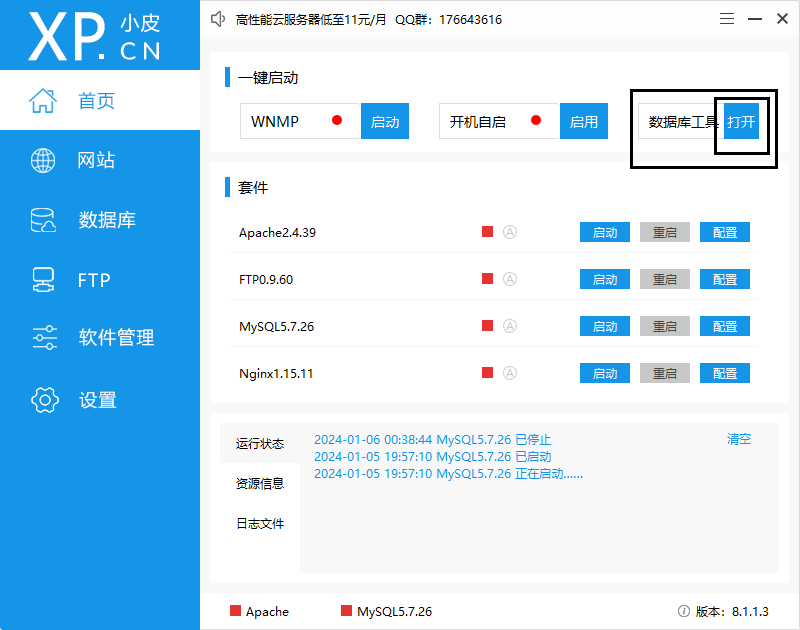 XP.CN 小皮
高性能云服务器低至11元/月 QQ群：176643616
首页
网站
数据库
FTP
软件管理
设置
一键启动
WNMP 启动 开机自启 启用 数据库工具 打开
套件
Apache2.4.39 A 启动 重启 配置
FTP0.9.60 A 启动 重启 配置
MySQL5.7.26 A 启动 重启 配置
Nginx1.15.11 A 启动 重启 配置
运行状态
资源信息
日志文件
2024-01-06 00:38:44 MySQL5.7.26 已停止 清空
2024-01-05 19:57:10 MySQL5.7.26 已启动
2024-01-05 19:57:10 MySQL5.7.26 正在启动......
Apache MySQL5.7.26 版本：8.1.1.3